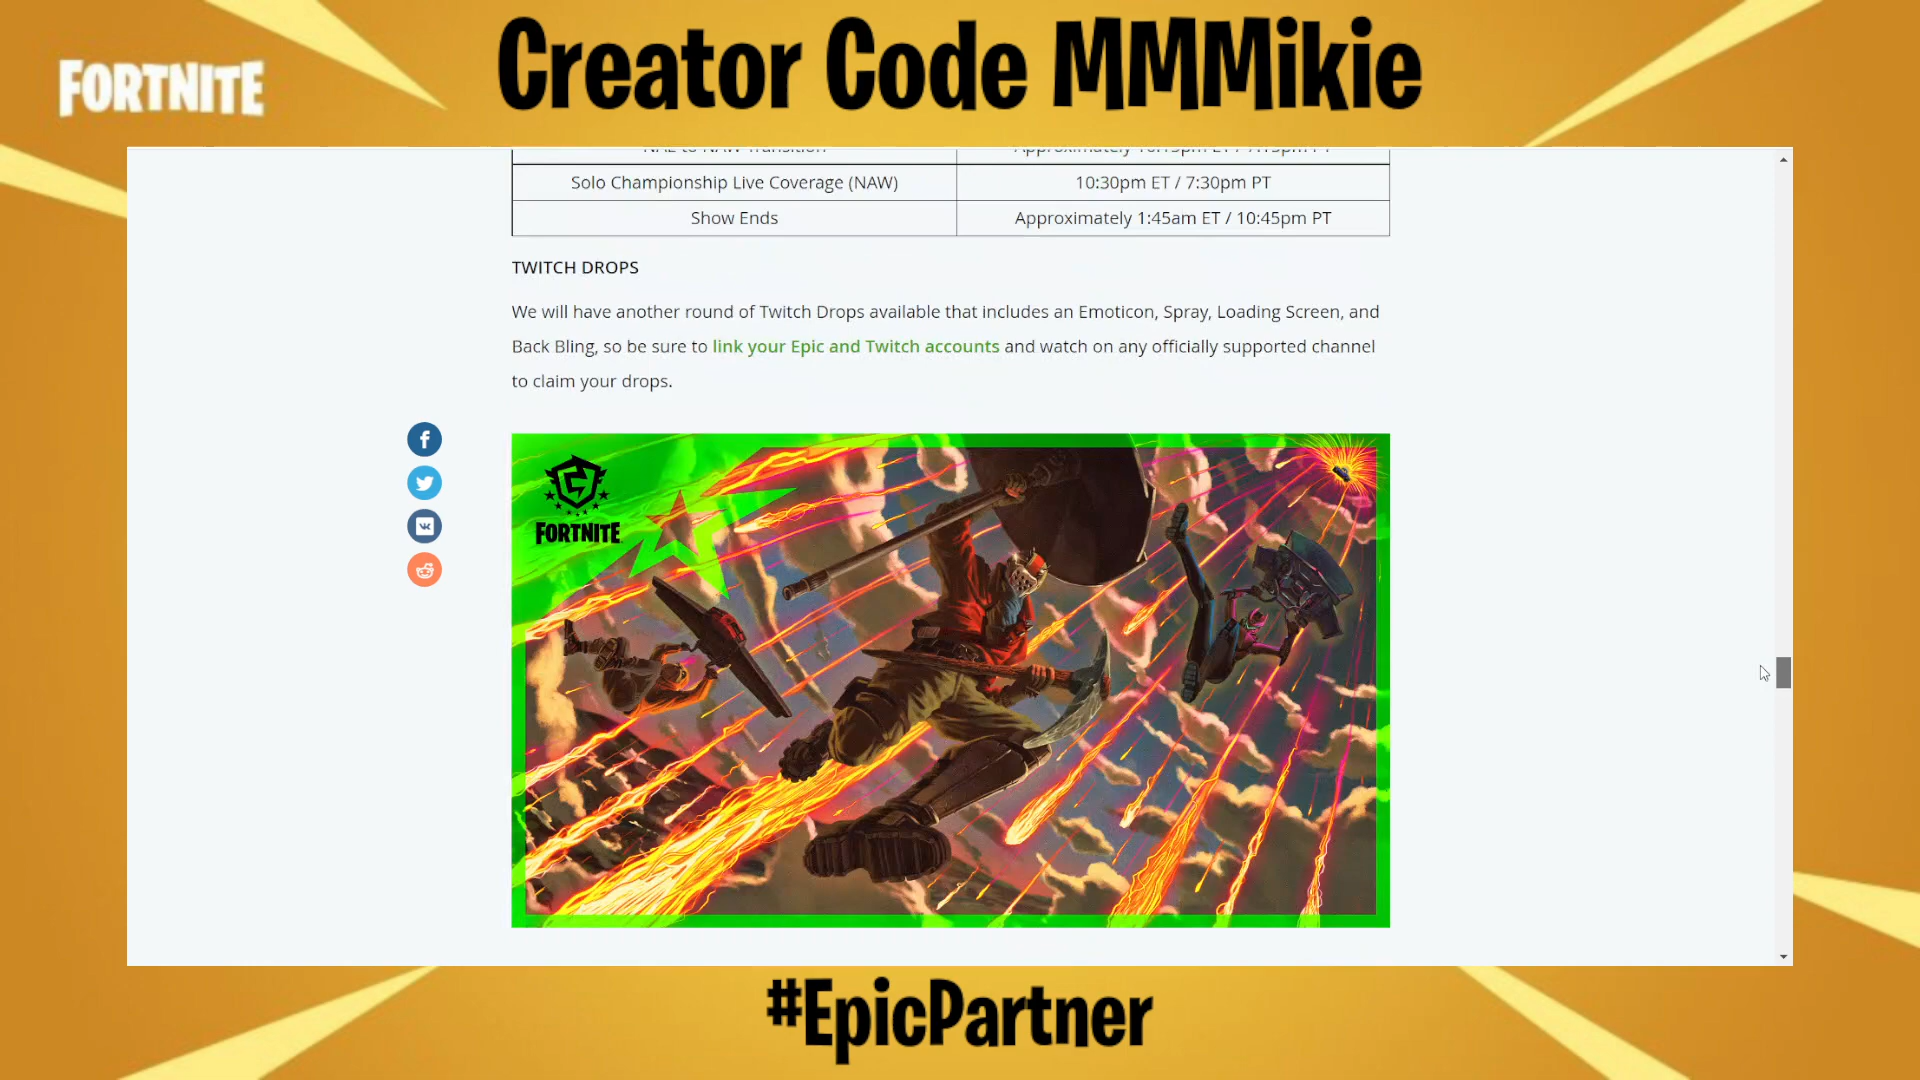 FORTNITE
Creator Code MMMikie
Solo Championship Live Coverage (NAW) 10:30pm ET / 7:30pm PT
Show Ends Approximately 1:45am ET / 10:45pm PT
TWITCH DROPS
We will have another round of Twitch Drops available that includes an Emoticon, Spray, Loading Screen, and
Back Bling, so be sure to link your Epic and Twitch accounts and watch on any officially supported channel
to claim your drops.
FORTNITE
#EpicPartner